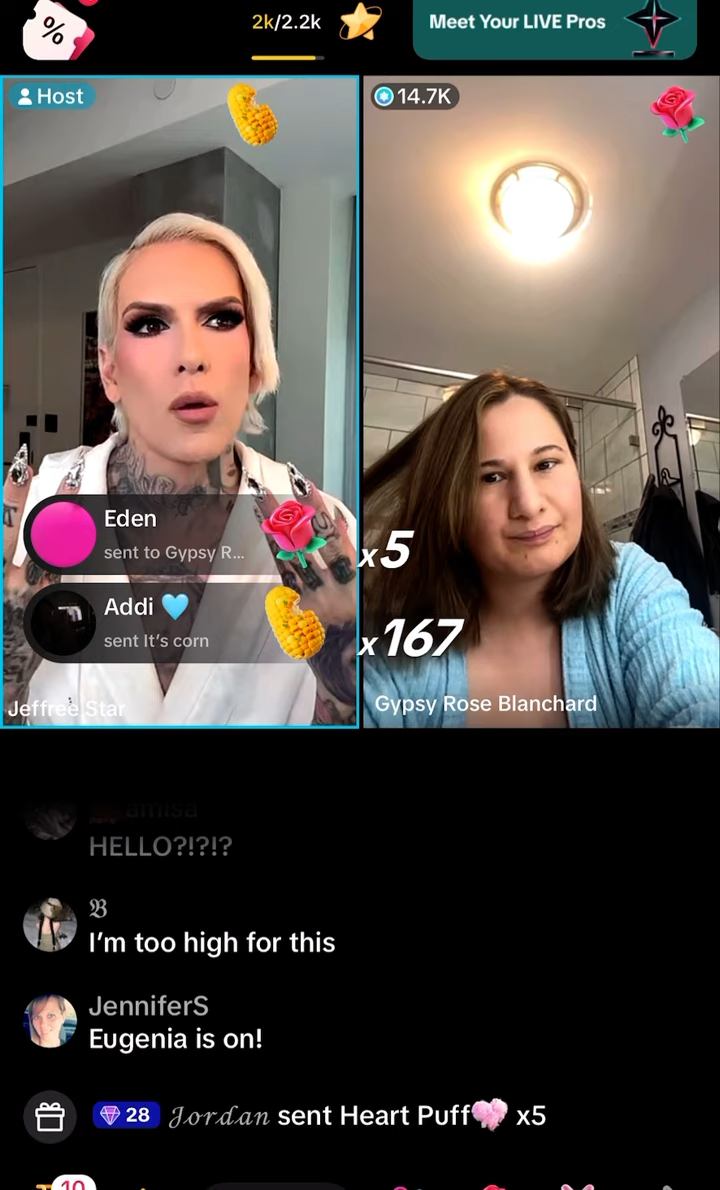 %
2k/2.2k
Meet Your LIVE Pros
Host
14.7K
Eden
sent to Gypsy R...
x5
Addi 🩵
sent It's corn
x167
Jeffree Star
Gypsy Rose Blanchard
HELLO?!?!?
𝔅
I'm too high for this
JenniferS
Eugenia is on!
28 𝒥ℴ𝓇𝒹𝒶𝓃 sent Heart Puff x5
10